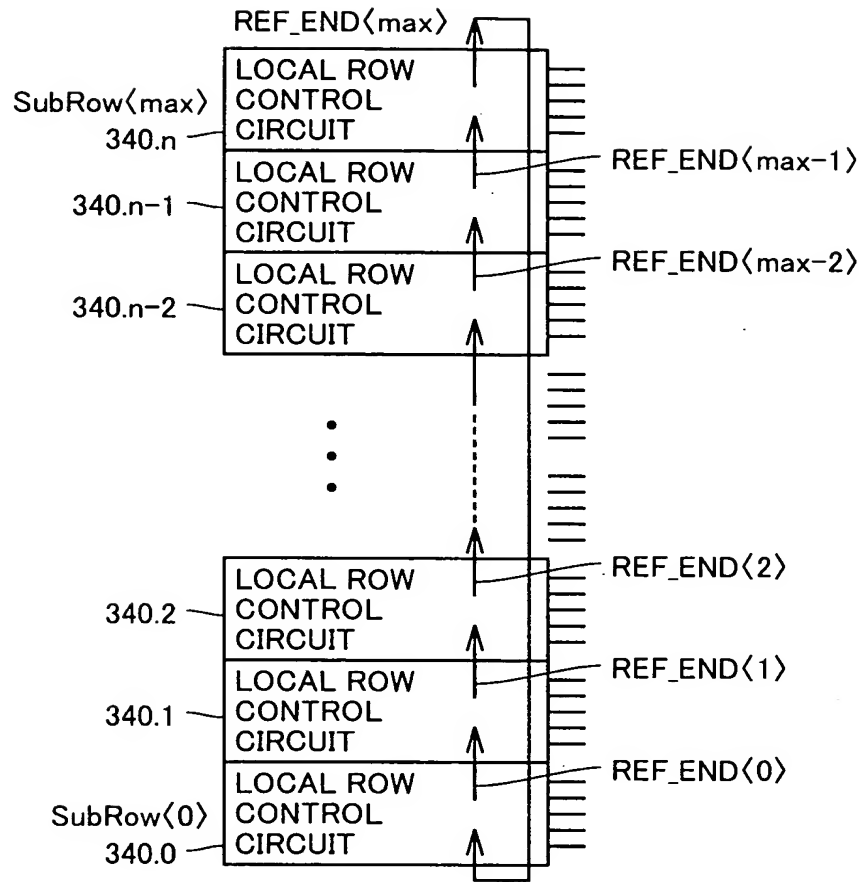 REF_END〈max〉
LOCAL ROW
CONTROL
CIRCUIT
SubRow〈max〉
340.n
REF_END〈max-1〉
LOCAL ROW
CONTROL
CIRCUIT
340.n-1
REF_END〈max-2〉
LOCAL ROW
CONTROL
CIRCUIT
340.n-2
REF_END〈2〉
LOCAL ROW
CONTROL
CIRCUIT
340.2
REF_END〈1〉
LOCAL ROW
CONTROL
CIRCUIT
340.1
REF_END〈0〉
LOCAL ROW
CONTROL
CIRCUIT
SubRow〈0〉
340.0